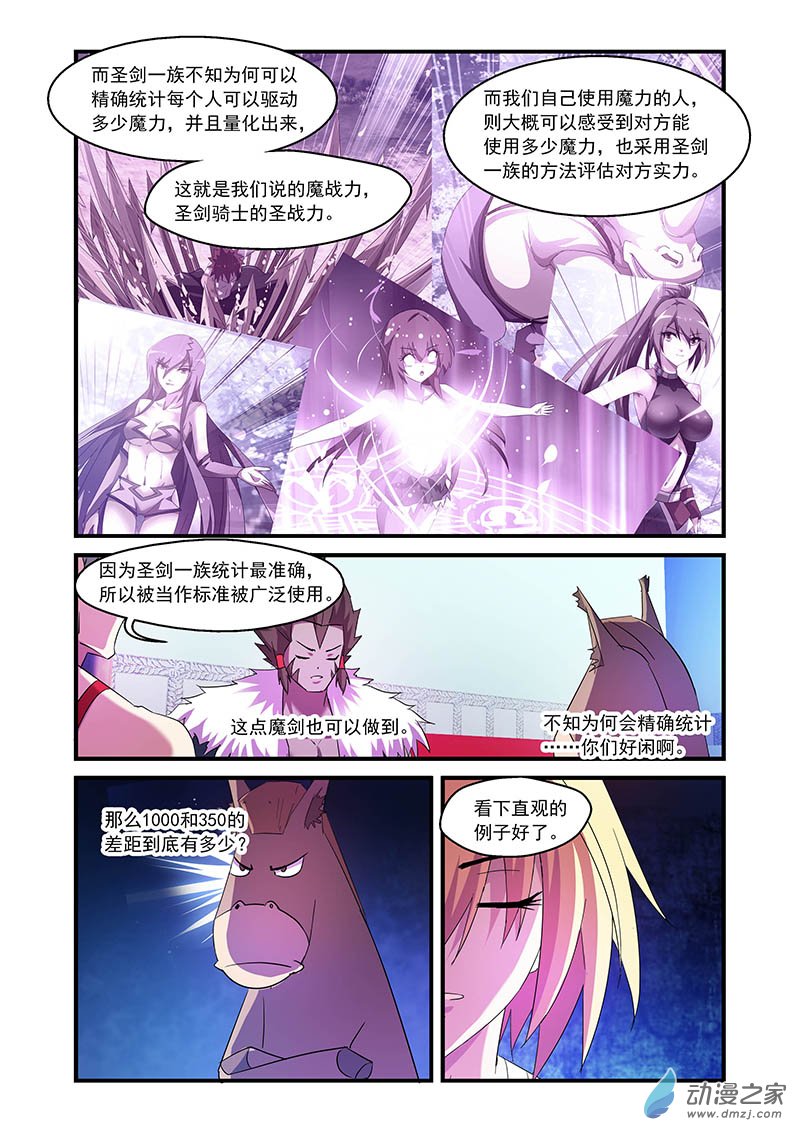 而圣剑一族不知为何可以
精确统计每个人可以驱动
多少魔力，并且量化出来，
这就是我们说的魔战力，
圣剑骑士的圣战力。
而我们自己使用魔力的人，
则大概可以感受到对方能
使用多少魔力，也采用圣剑
一族的方法评估对方实力。
因为圣剑一族统计最准确，
所以被当作标准被广泛使用。
这点魔剑也可以做到。
不知为何会精确统计
……你们好闲啊。
那么1000和350的
差距到底有多少？
看下直观的
例子好了。
动漫之家
www.dmzj.com